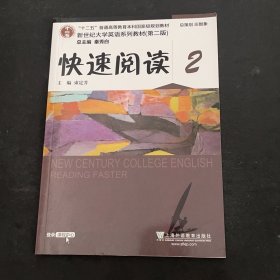 "十二五"普通高等教育本科国家级规划教材
新世纪大学英语系列教材(第二版)
总主编 秦秀白
快速阅读 2
主编
NEW CENTURY COLLEGE ENGLISH
READING FASTER
上海外语教育出版社